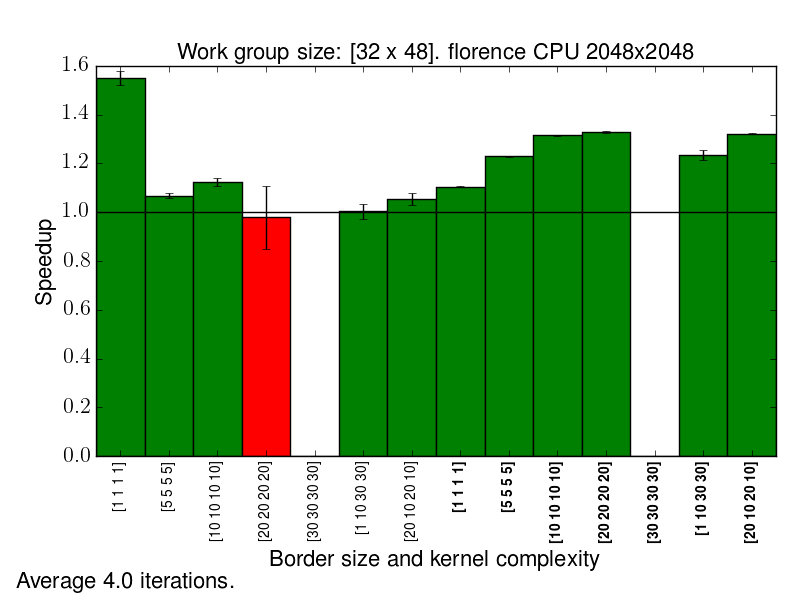 Work group size: [32 x 48]. florence CPU 2048x2048
1.6
1.4
1.2
1.0
0.8
0.6
0.4
0.2
0.0
Speedup
[1 1 1 1]
[5 5 5 5]
[10 10 10 10]
[20 20 20 20]
[30 30 30 30]
[1 10 30 30]
[20 10 20 10]
[1 1 1 1]
[5 5 5 5]
[10 10 10 10]
[20 20 20 20]
[30 30 30 30]
[1 10 30 30]
[20 10 20 10]
Border size and kernel complexity
Average 4.0 iterations.